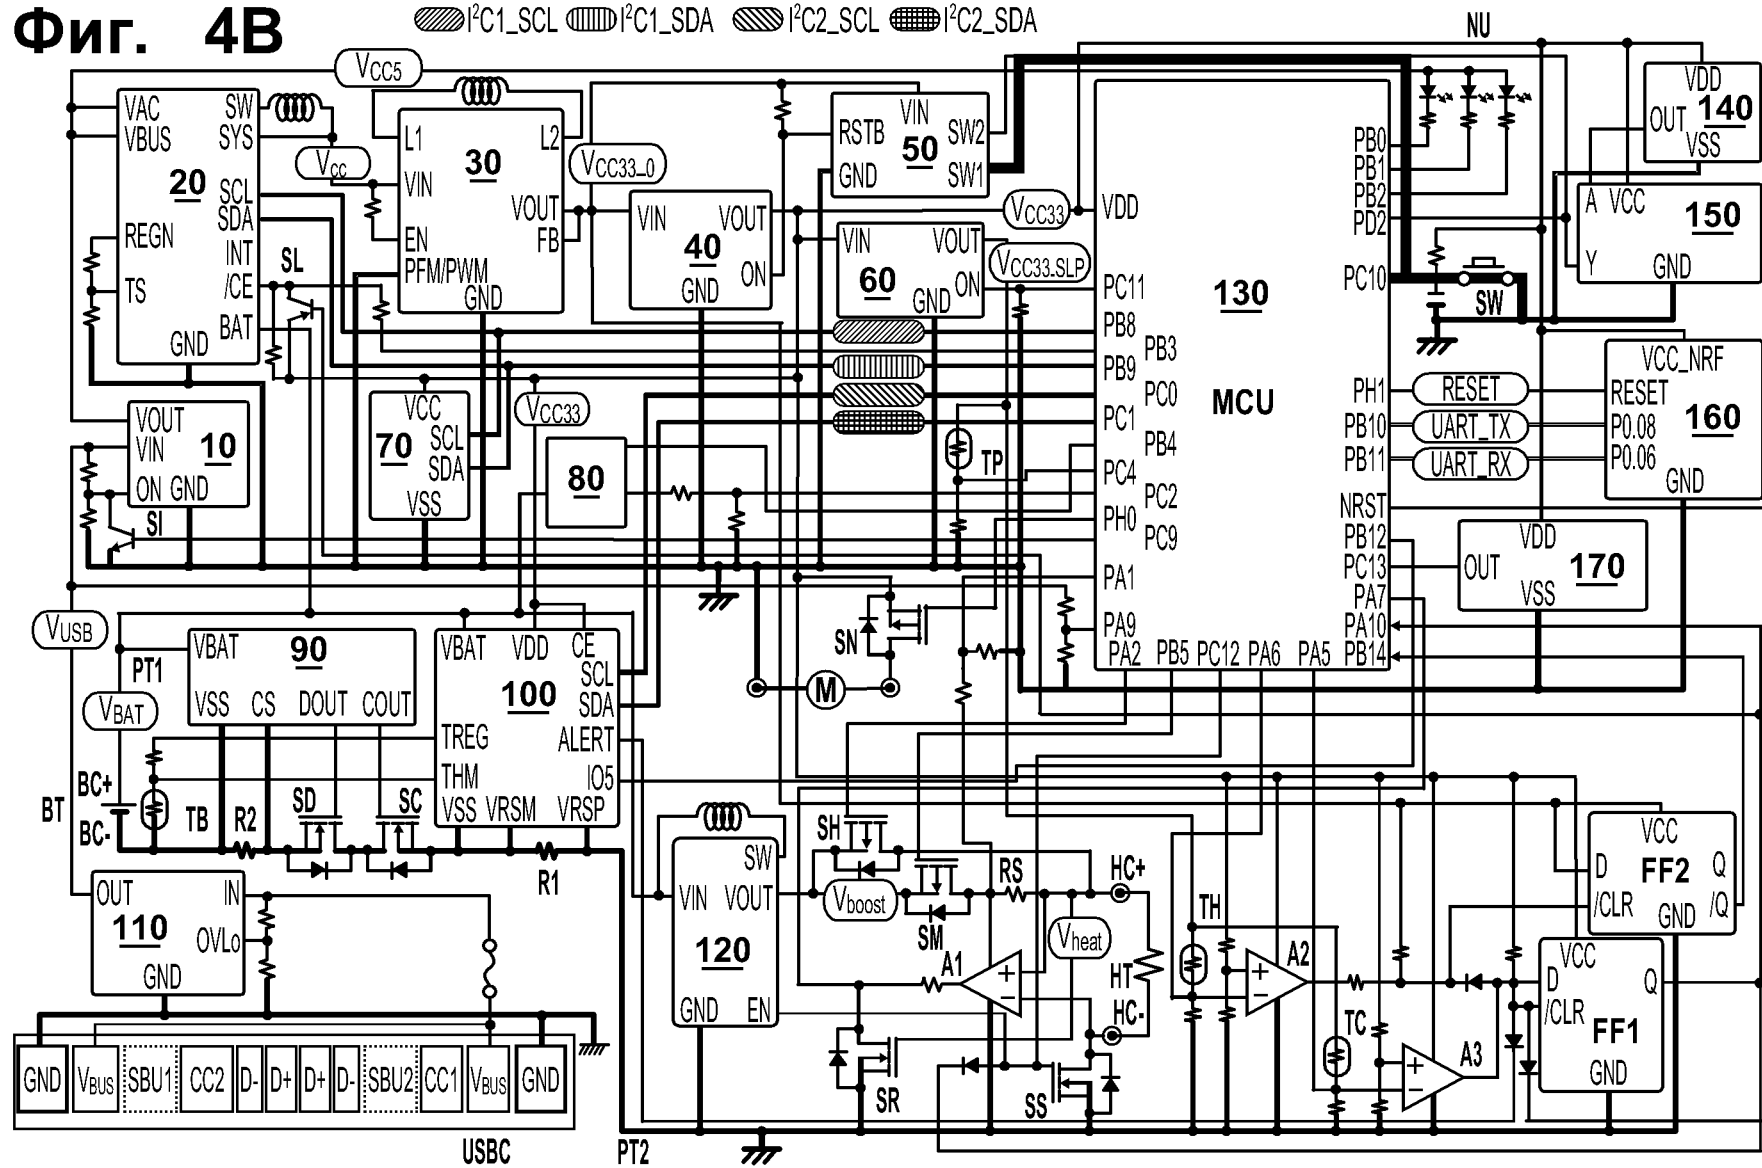 Фиг. 4B
I²C1_SCL I²C1_SDA I²C2_SCL I²C2_SDA
NU
VCC5
VAC
VBUS
SW
SYS
20
SCL
SDA
REGN
INT
TS
/CE
BAT
GND
SL
Vcc
L1
L2
30
VIN
VOUT
EN
FB
PFM/PWM
GND
VCC33_0
VIN
VOUT
40
ON
GND
VIN
RSTB
SW2
50
GND
SW1
VCC33
VCC33.SLP
VIN
VOUT
60
ON
GND
VDD
PC11
PB8
PB3
PB9
PC0
PC1
PB4
PC4
PC2
PH0
PC9
PA1
PA9
PA2
PB5
PC12
PA6
PA5
130
MCU
PB0
PB1
PB2
PD2
PC10
PH1
PB10
PB11
NRST
PB12
PC13
PA7
PA10
PB14
VDD
OUT
140
VSS
A
VCC
150
Y
GND
SW
VCC_NRF
RESET
RESET
160
UART_TX
P0.08
UART_RX
P0.06
GND
VDD
OUT
170
VSS
VOUT
VIN
10
ON
GND
SI
VCC
70
SCL
SDA
VSS
VCC33
80
TP
VUSB
PT1
VBAT
90
VSS
CS
DOUT
COUT
VBAT
VDD
CE
SCL
100
SDA
TREG
ALERT
THM
IO5
VSS
VRSM
VRSP
VBAT
BC+
BC-
BT
TB
R2
SD
SC
R1
SN
M
OUT
IN
110
OVLo
GND
GND
VBUS
SBU1
CC2
D-
D+
D+
D-
SBU2
CC1
VBUS
GND
USBC
PT2
SW
VIN
VOUT
120
GND
EN
SH
Vboost
SM
RS
HC+
Vheat
HT
HC-
A1
SR
SS
TH
A2
TC
A3
VCC
D
FF2
Q
/CLR
GND
/Q
VCC
D
Q
/CLR
FF1
GND